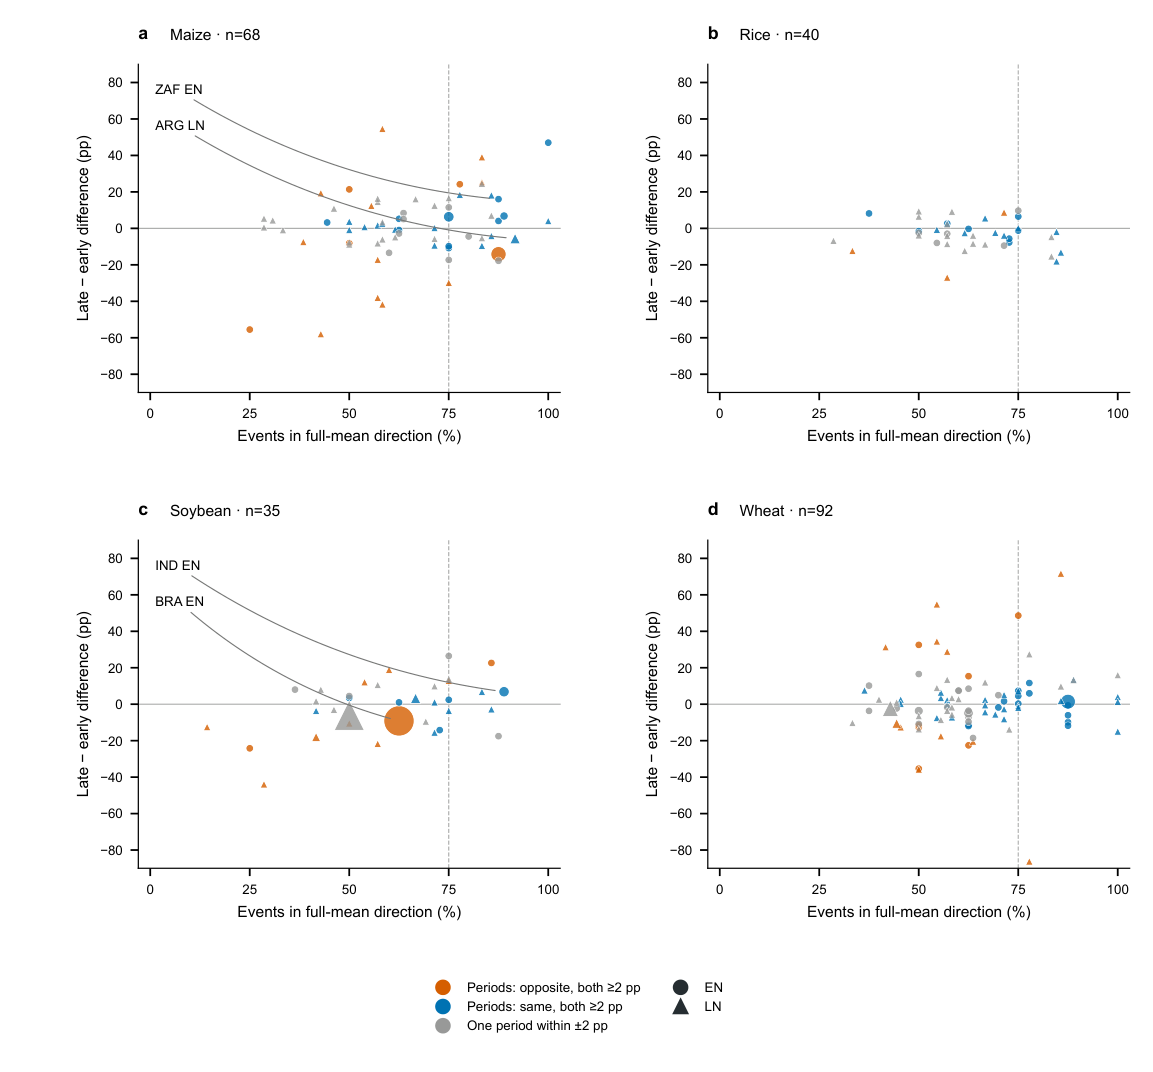 a Maize · n=68
ZAF EN
ARG LN
80
60
40
20
0
−20
−40
−60
−80
Late − early difference (pp)
0 25 50 75 100
Events in full-mean direction (%)
b Rice · n=40
80
60
40
20
0
−20
−40
−60
−80
Late − early difference (pp)
0 25 50 75 100
Events in full-mean direction (%)
c Soybean · n=35
IND EN
BRA EN
80
60
40
20
0
−20
−40
−60
−80
Late − early difference (pp)
0 25 50 75 100
Events in full-mean direction (%)
d Wheat · n=92
80
60
40
20
0
−20
−40
−60
−80
Late − early difference (pp)
0 25 50 75 100
Events in full-mean direction (%)
Periods: opposite, both ≥2 pp
Periods: same, both ≥2 pp
One period within ±2 pp
EN
LN